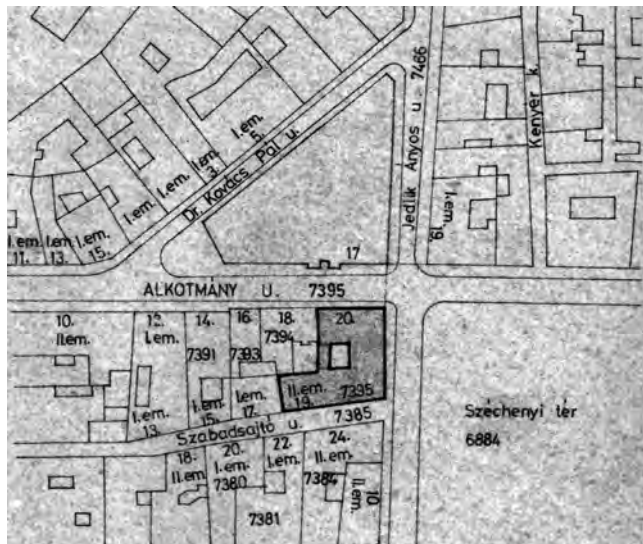 Jedlik Ányos u. 7466
Kenyér k.
I.em. 5.
I.em. 3.
I.em.
I.em.
Dr. Kovács Pál u.
I.em. 19.
I.em. 11.
I.em. 13.
I.em. 15.
17
ALKOTMÁNY U. 7395
10. II.em.
12. I.em.
14.
16.
18.
20.
7391
7393
7394
II.em. 19.
7395
I.em. 13.
I.em. 15.
I.em. 17.
Szabadsajtó u. 7385
Széchenyi tér
6884
18. II.em.
20. I.em.
22. I.em.
24. II.em.
7380
7384
10. II.em.
7381